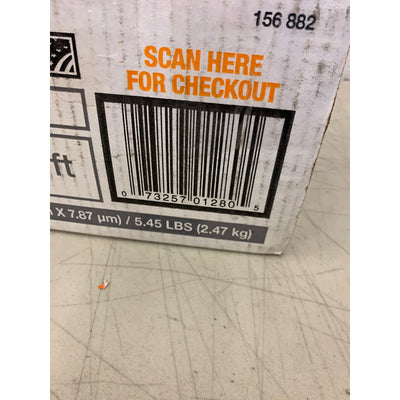 156 882
SCAN HERE
FOR CHECKOUT
ft
0 73257 01280 5
X 7.87 µm) / 5.45 LBS (2.47 kg)